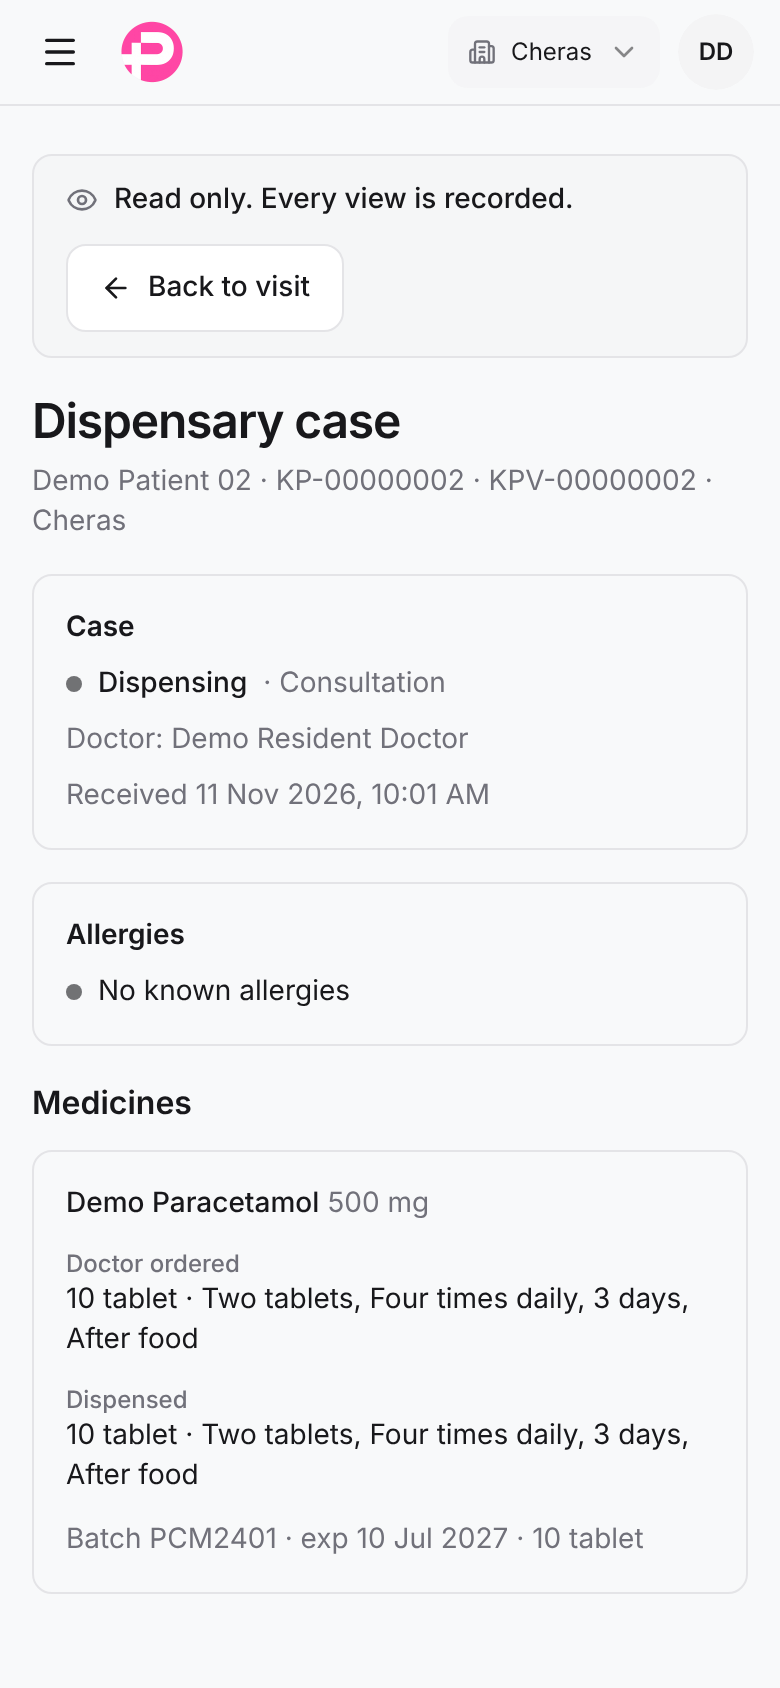 Cheras
DD
Read only. Every view is recorded.
Back to visit
Dispensary case
Demo Patient 02 · KP-00000002 · KPV-00000002 ·
Cheras
Case
Dispensing · Consultation
Doctor: Demo Resident Doctor
Received 11 Nov 2026, 10:01 AM
Allergies
No known allergies
Medicines
Demo Paracetamol 500 mg
Doctor ordered
10 tablet · Two tablets, Four times daily, 3 days,
After food
Dispensed
10 tablet · Two tablets, Four times daily, 3 days,
After food
Batch PCM2401 · exp 10 Jul 2027 · 10 tablet